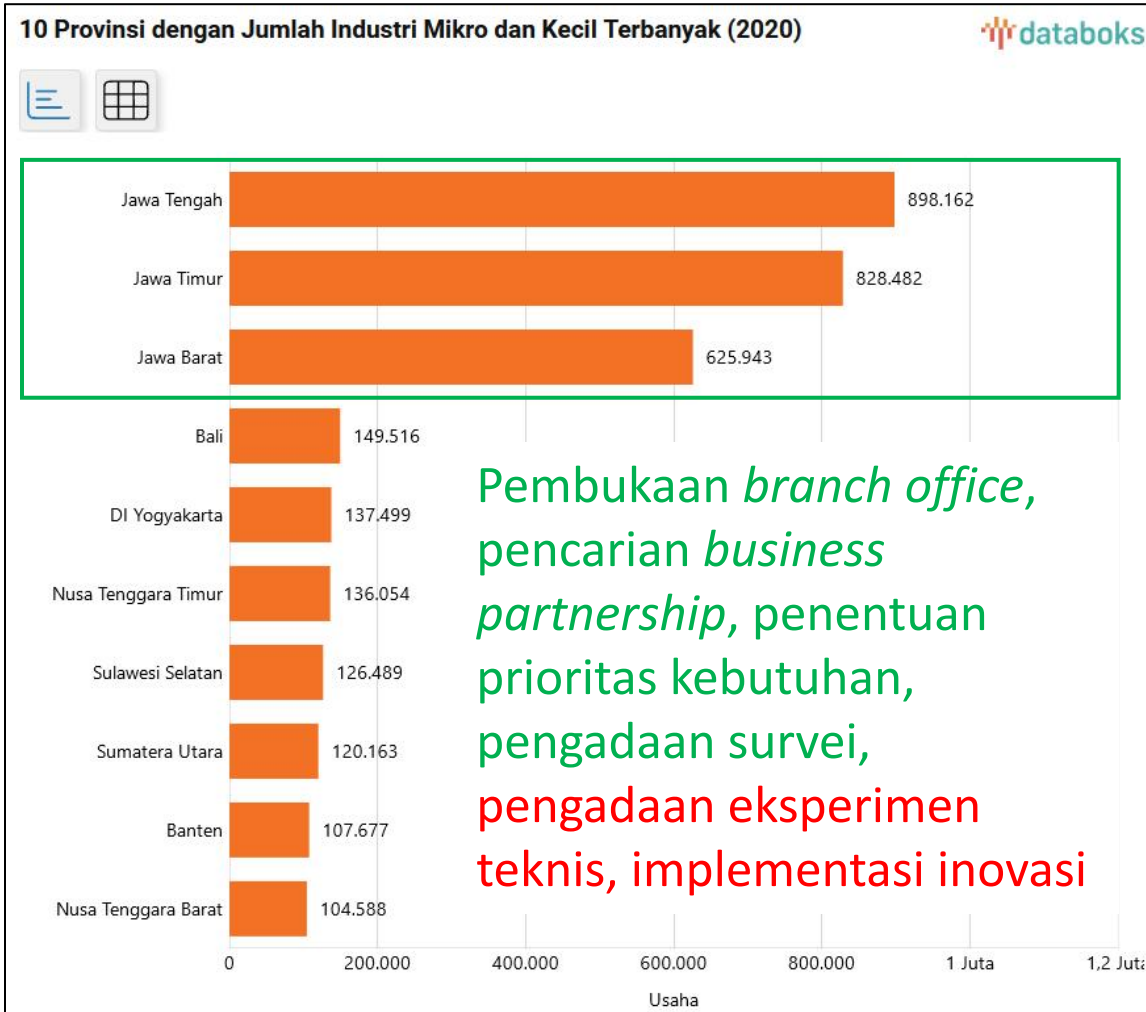 10 Provinsi dengan Jumlah Industri Mikro dan Kecil Terbanyak (2020)
databoks
Jawa Tengah 898.162
Jawa Timur 828.482
Jawa Barat 625.943
Bali 149.516
DI Yogyakarta 137.499
Nusa Tenggara Timur 136.054
Sulawesi Selatan 126.489
Sumatera Utara 120.163
Banten 107.677
Nusa Tenggara Barat 104.588
Pembukaan branch office,
pencarian business
partnership, penentuan
prioritas kebutuhan,
pengadaan survei,
pengadaan eksperimen
teknis, implementasi inovasi
0 200.000 400.000 600.000 800.000 1 Juta 1,2 Juta
Usaha